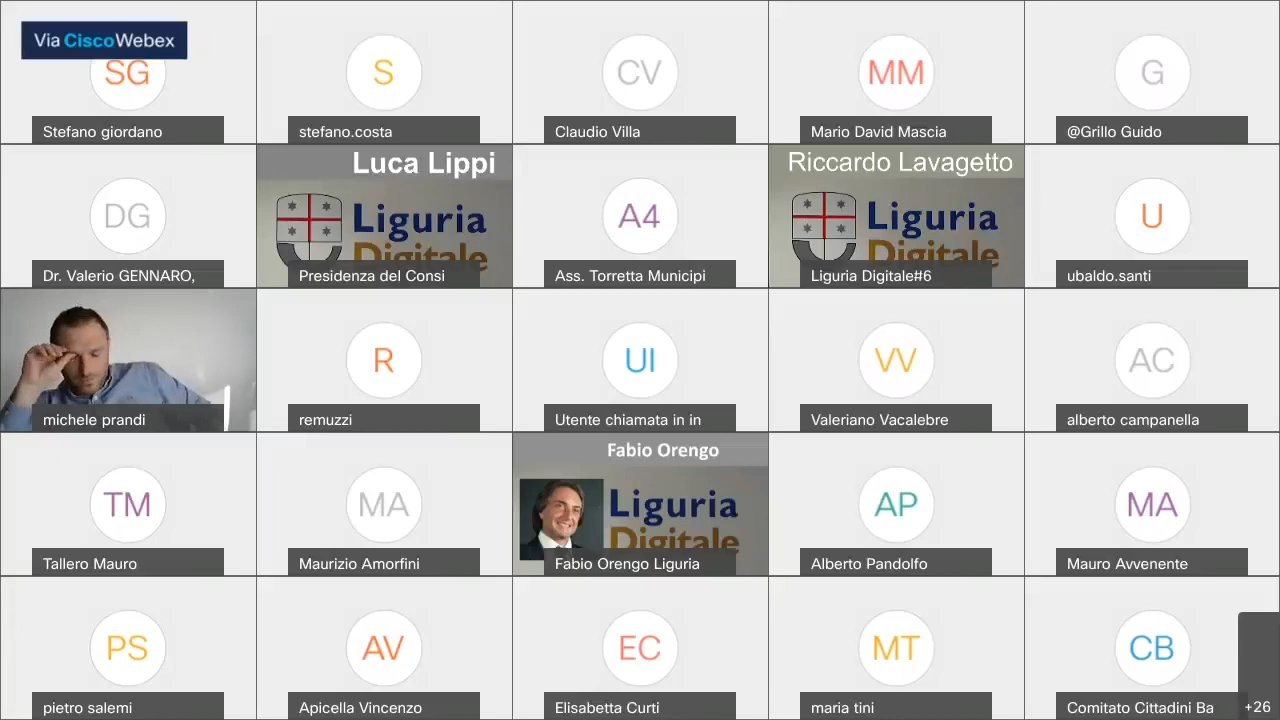 Via CiscoWebex
SG
Stefano giordano
S
stefano.costa
CV
Claudio Villa
MM
Mario David Mascia
G
@Grillo Guido
DG
Dr. Valerio GENNARO,
Luca Lippi
Liguria
Digitale
Presidenza del Consi
A4
Ass. Torretta Municipi
Riccardo Lavagetto
Liguria
Digitale
Liguria Digitale#6
U
ubaldo.santi
michele prandi
R
remuzzi
UI
Utente chiamata in in
VV
Valeriano Vacalebre
AC
alberto campanella
TM
Tallero Mauro
MA
Maurizio Amorfini
Fabio Orengo
Liguria
Digitale
Fabio Orengo Liguria
AP
Alberto Pandolfo
MA
Mauro Avvenente
PS
pietro salemi
AV
Apicella Vincenzo
EC
Elisabetta Curti
MT
maria tini
CB
Comitato Cittadini Ba
+26